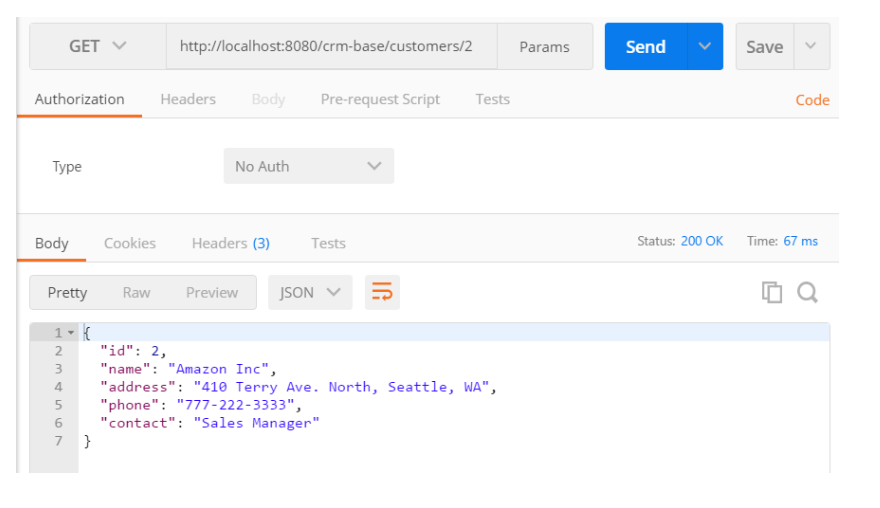 GET http://localhost:8080/crm-base/customers/2 Params Send Save
Authorization Headers Body Pre-request Script Tests Code
Type No Auth
Body Cookies Headers (3) Tests Status: 200 OK Time: 67 ms
Pretty Raw Preview JSON
1 {
2 "id": 2,
3 "name": "Amazon Inc",
4 "address": "410 Terry Ave. North, Seattle, WA",
5 "phone": "777-222-3333",
6 "contact": "Sales Manager"
7 }